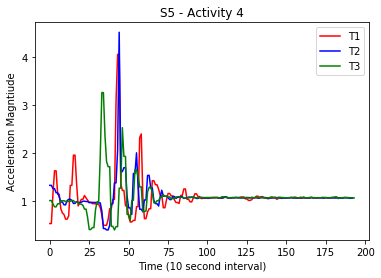 S5 - Activity 4
T1
T2
T3
Acceleration Magntiude
4
3
2
1
0
25
50
75
100
125
150
175
200
Time (10 second interval)